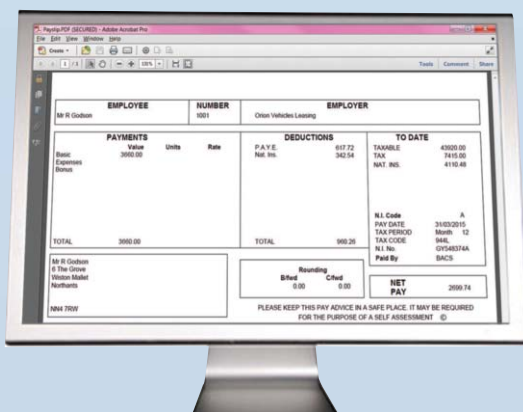 Payslip.PDF (SECURED) - Adobe Acrobat Pro
File Edit View Window Help
Create
1 / 1 100%
Tools Comment Share
EMPLOYEE NUMBER EMPLOYER
Mr R Godson 1001 Orion Vehicles Leasing
PAYMENTS DEDUCTIONS TO DATE
Value Units Rate P.A.Y.E. 617.72 TAXABLE 43920.00
Basic 3660.00 Nat. Ins. 342.54 TAX 7415.00
Expenses NAT. INS. 4110.48
Bonus
N.I. Code A
PAY DATE 31/03/2015
TAX PERIOD Month 12
TAX CODE 944L
N.I. No. GY548374A
TOTAL 3660.00 TOTAL 960.26 Paid By BACS
Mr R Godson
6 The Grove
Wiston Mallet
Northants
NN4 7RW
Rounding
B/fwd C/fwd
0.00 0.00
NET PAY 2699.74
PLEASE KEEP THIS PAY ADVICE IN A SAFE PLACE, IT MAY BE REQUIRED
FOR THE PURPOSE OF A SELF ASSESSMENT ©